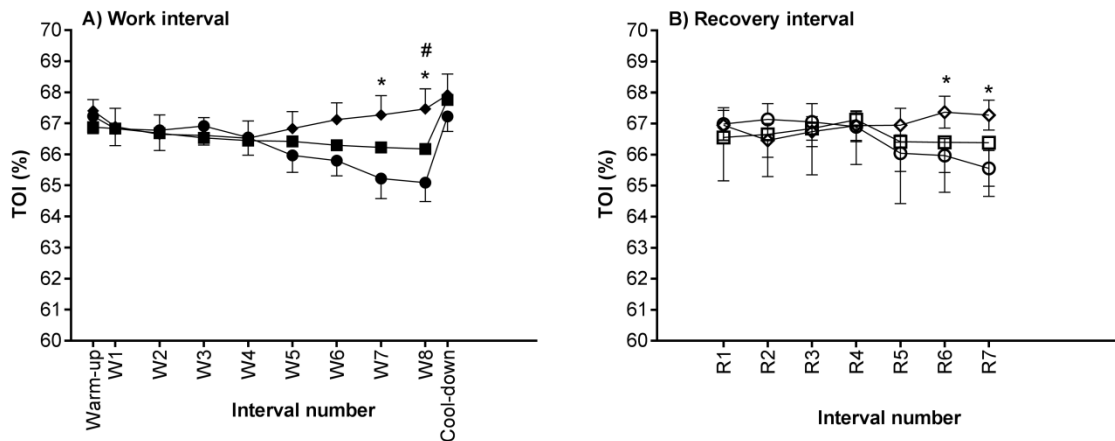 A) Work interval
TOI (%)
70
69
68
67
66
65
64
63
62
61
60
#
*
*
Warm-up
W1
W2
W3
W4
W5
W6
W7
W8
Cool-down
Interval number
B) Recovery interval
TOI (%)
70
69
68
67
66
65
64
63
62
61
60
*
*
R1
R2
R3
R4
R5
R6
R7
Interval number